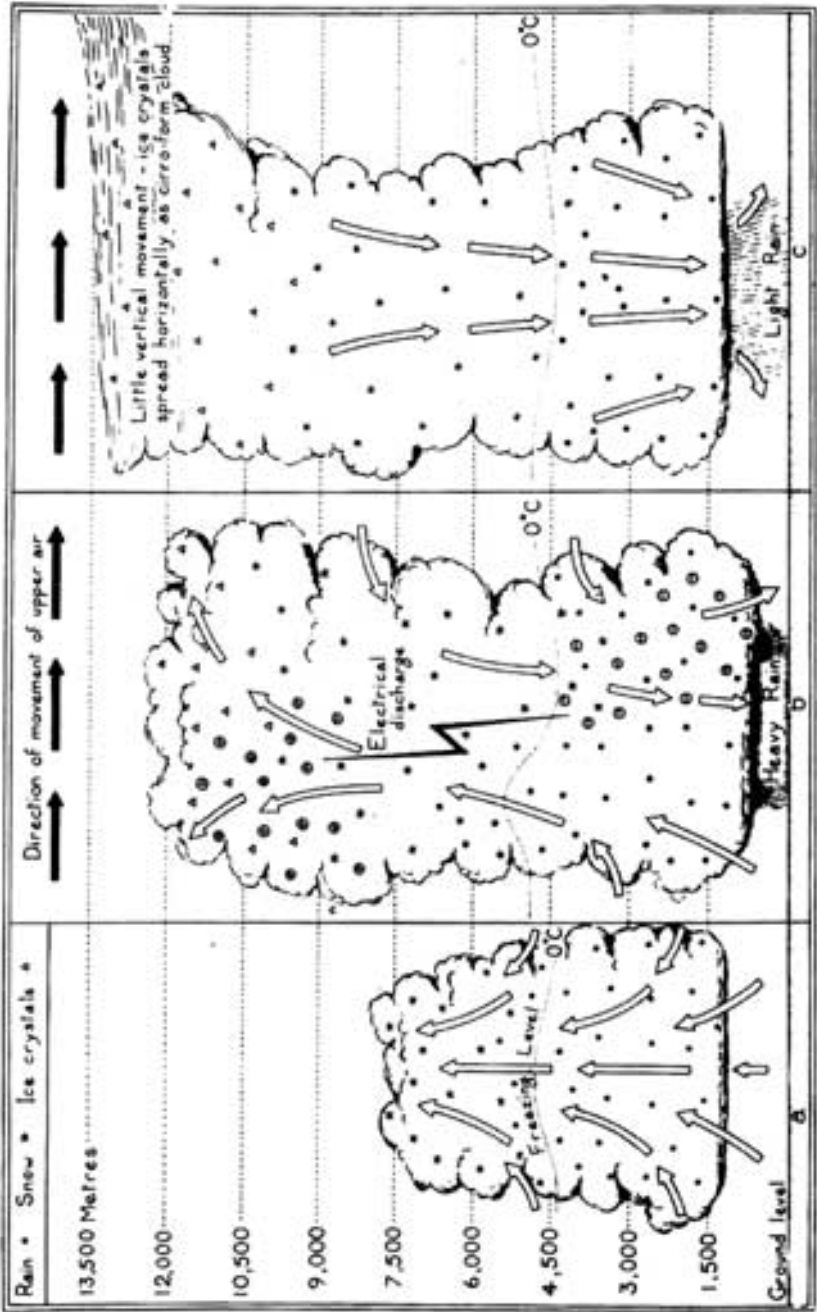 Rain Snow Ice crystals
Direction of movement of upper air
13,500 Metres
12,000
10,500
9,000
7,500
6,000
4,500
3,000
1,500
Ground level
Freezing Level
0°C
a
Electrical
discharge
0°C
Heavy Rain
b
Little vertical movement - ice crystals
spread horizontally as cirro-form cloud
0°C
Light Rain
c